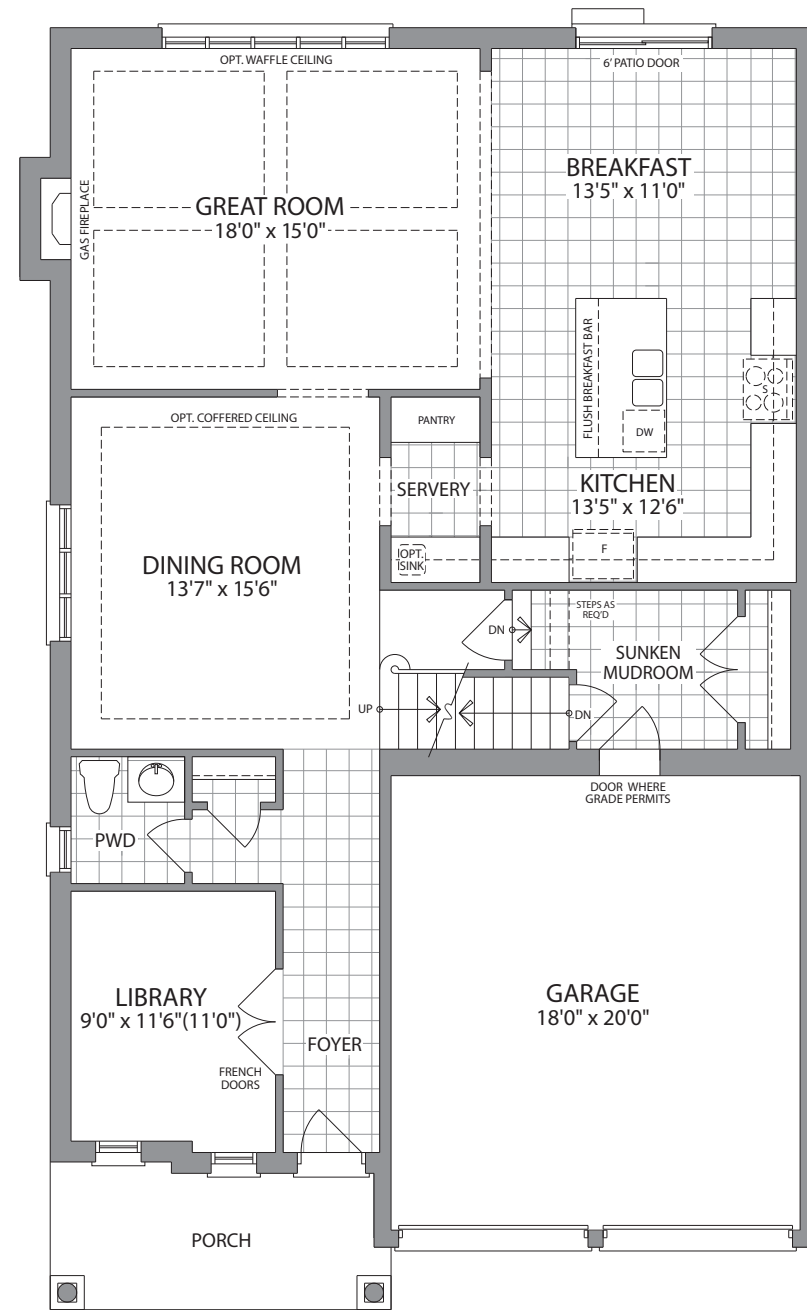 OPT. WAFFLE CEILING
6' PATIO DOOR
BREAKFAST
13'5" x 11'0"
GAS FIREPLACE
GREAT ROOM
18'0" x 15'0"
FLUSH BREAKFAST BAR
S
DW
OPT. COFFERED CEILING
PANTRY
SERVERY
KITCHEN
13'5" x 12'6"
OPT.
SINK
F
DINING ROOM
13'7" x 15'6"
STEPS AS
REQ'D
DN
SUNKEN
MUDROOM
UP
DN
DOOR WHERE
GRADE PERMITS
PWD
LIBRARY
9'0" x 11'6"(11'0")
GARAGE
18'0" x 20'0"
FOYER
FRENCH
DOORS
PORCH